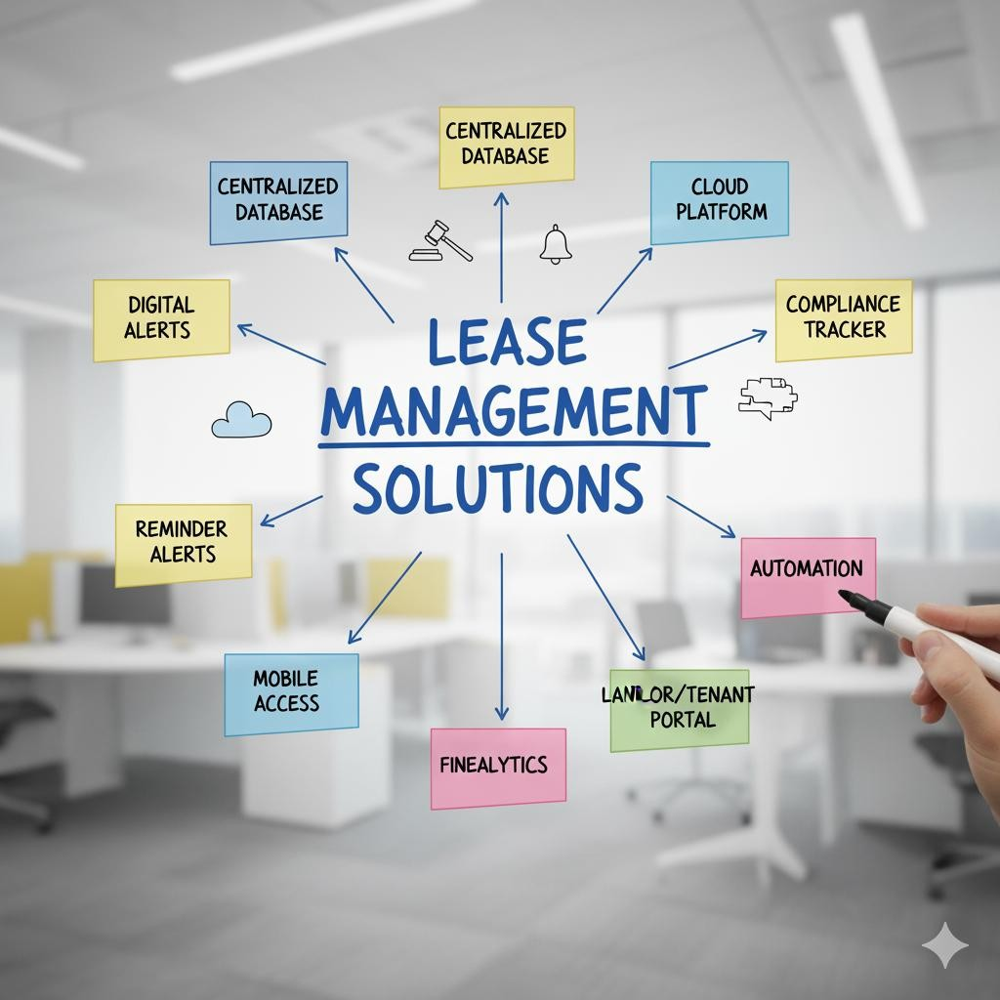 CENTRALIZED
DATABASE
CENTRALIZED
DATABASE
CLOUD
PLATFORM
DIGITAL
ALERTS
COMPLIANCE
TRACKER
LEASE
MANAGEMENT
SOLUTIONS
REMINDER
ALERTS
AUTOMATION
MOBILE
ACCESS
LANLOR/TENANT
PORTAL
FINEALYTICS